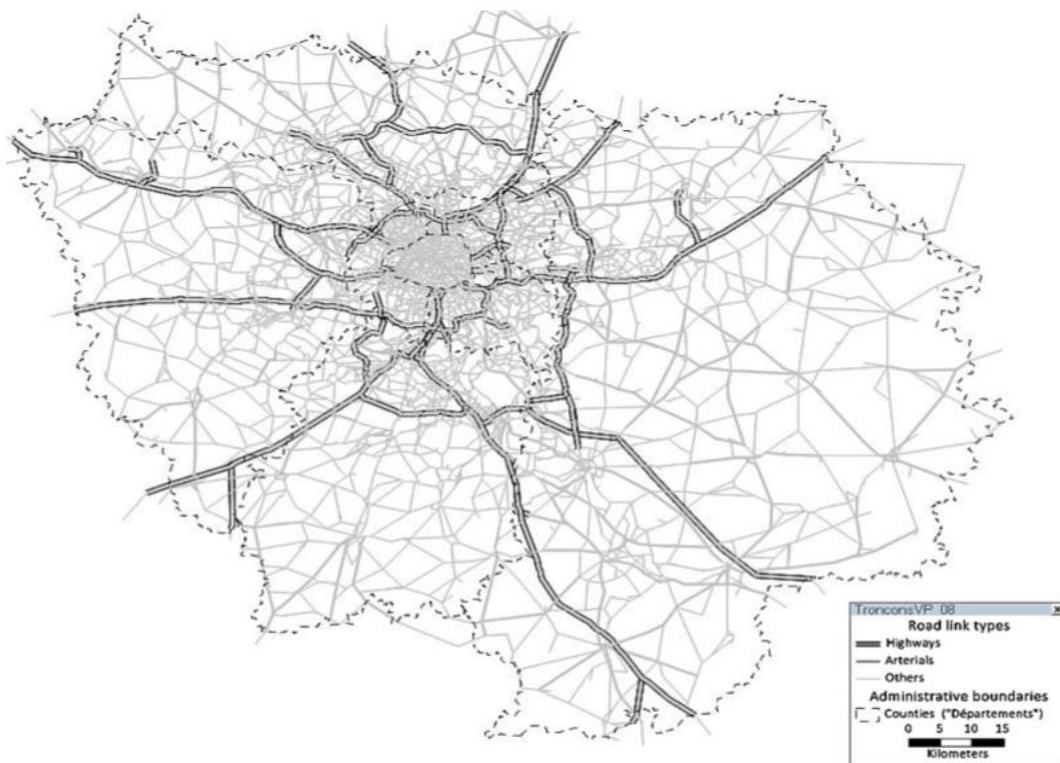 TronconsVP_08
Road link types
Highways
Arterials
Others
Administrative boundaries
Counties ("Départements")
0 5 10 15
Kilometers